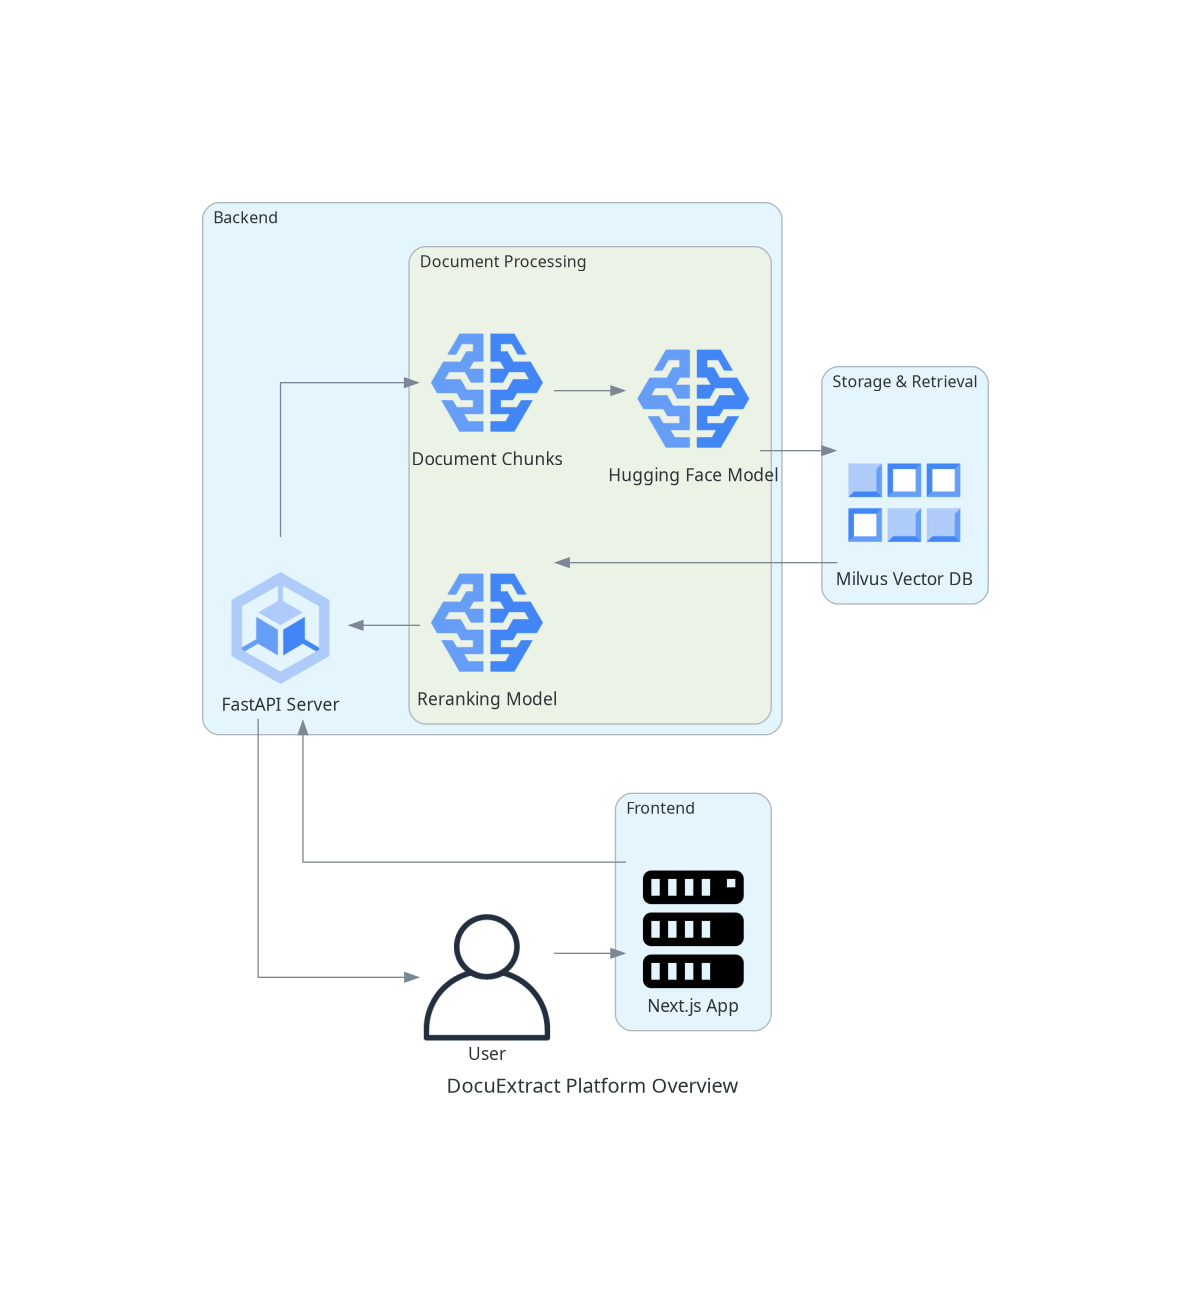 Backend
Document Processing
Document Chunks
Hugging Face Model
Storage & Retrieval
Milvus Vector DB
Reranking Model
FastAPI Server
Frontend
Next.js App
User
DocuExtract Platform Overview